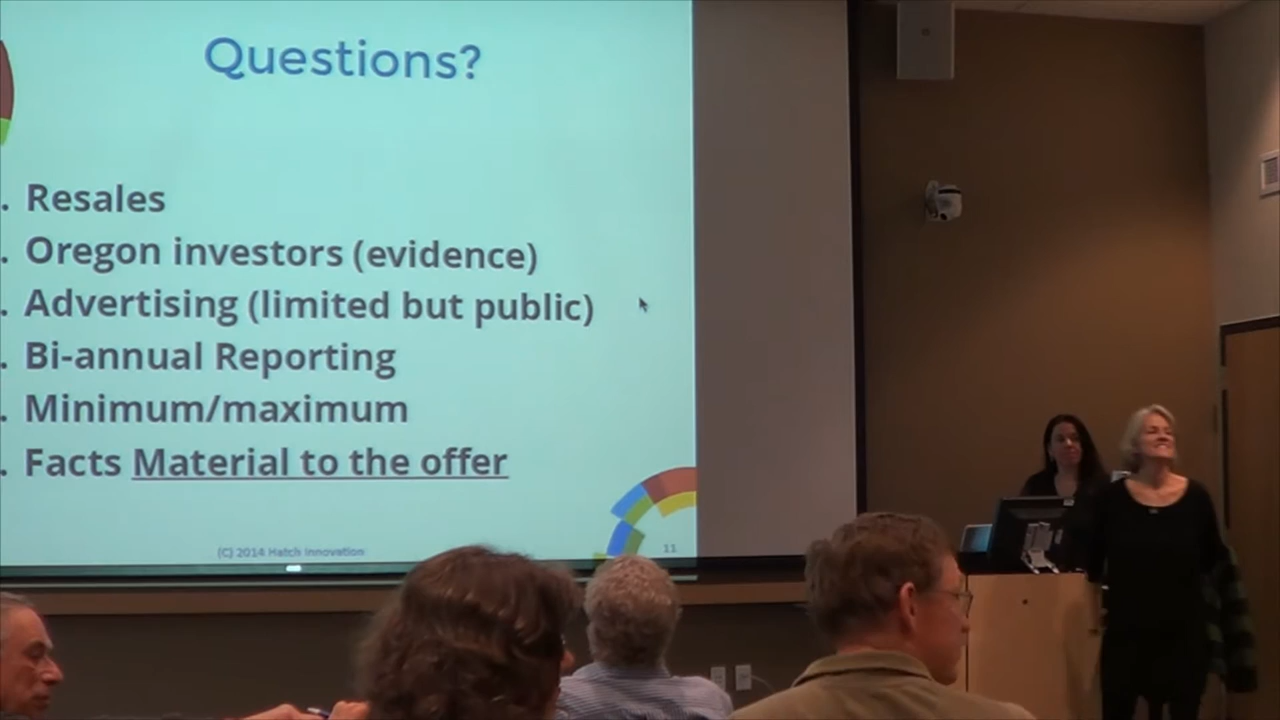 Questions?
. Resales
. Oregon investors (evidence)
. Advertising (limited but public)
. Bi-annual Reporting
. Minimum/maximum
. Facts Material to the offer
(C) 2014 Hatch Innovation
11